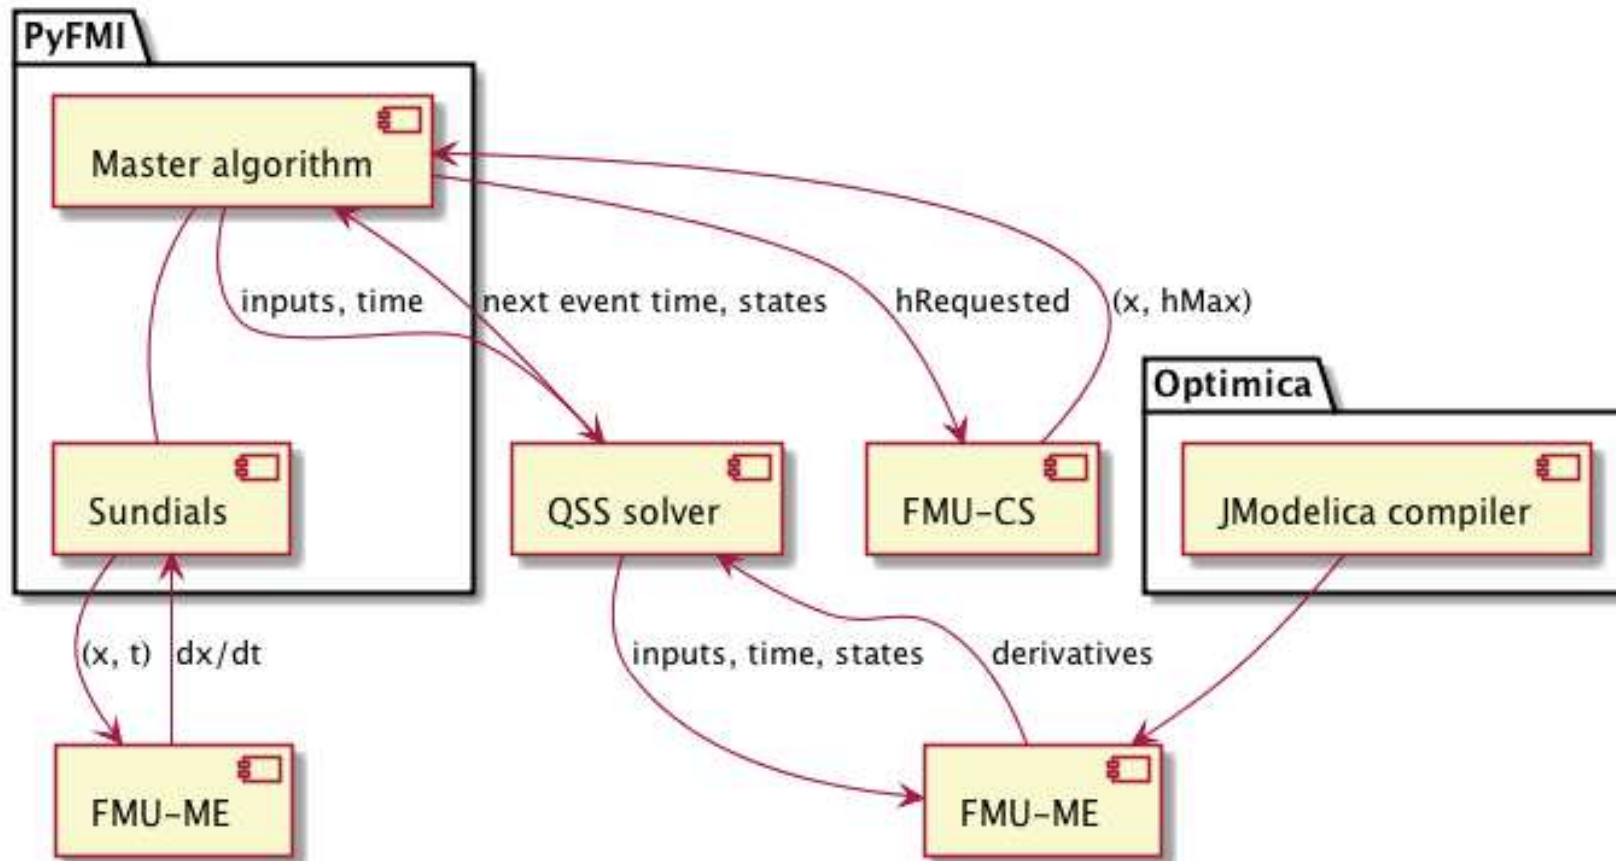 PyFMI
Master algorithm
inputs, time
next event time, states
hRequested
(x, hMax)
Optimica
Sundials
QSS solver
FMU-CS
JModelica compiler
(x, t)
dx/dt
inputs, time, states
derivatives
FMU-ME
FMU-ME